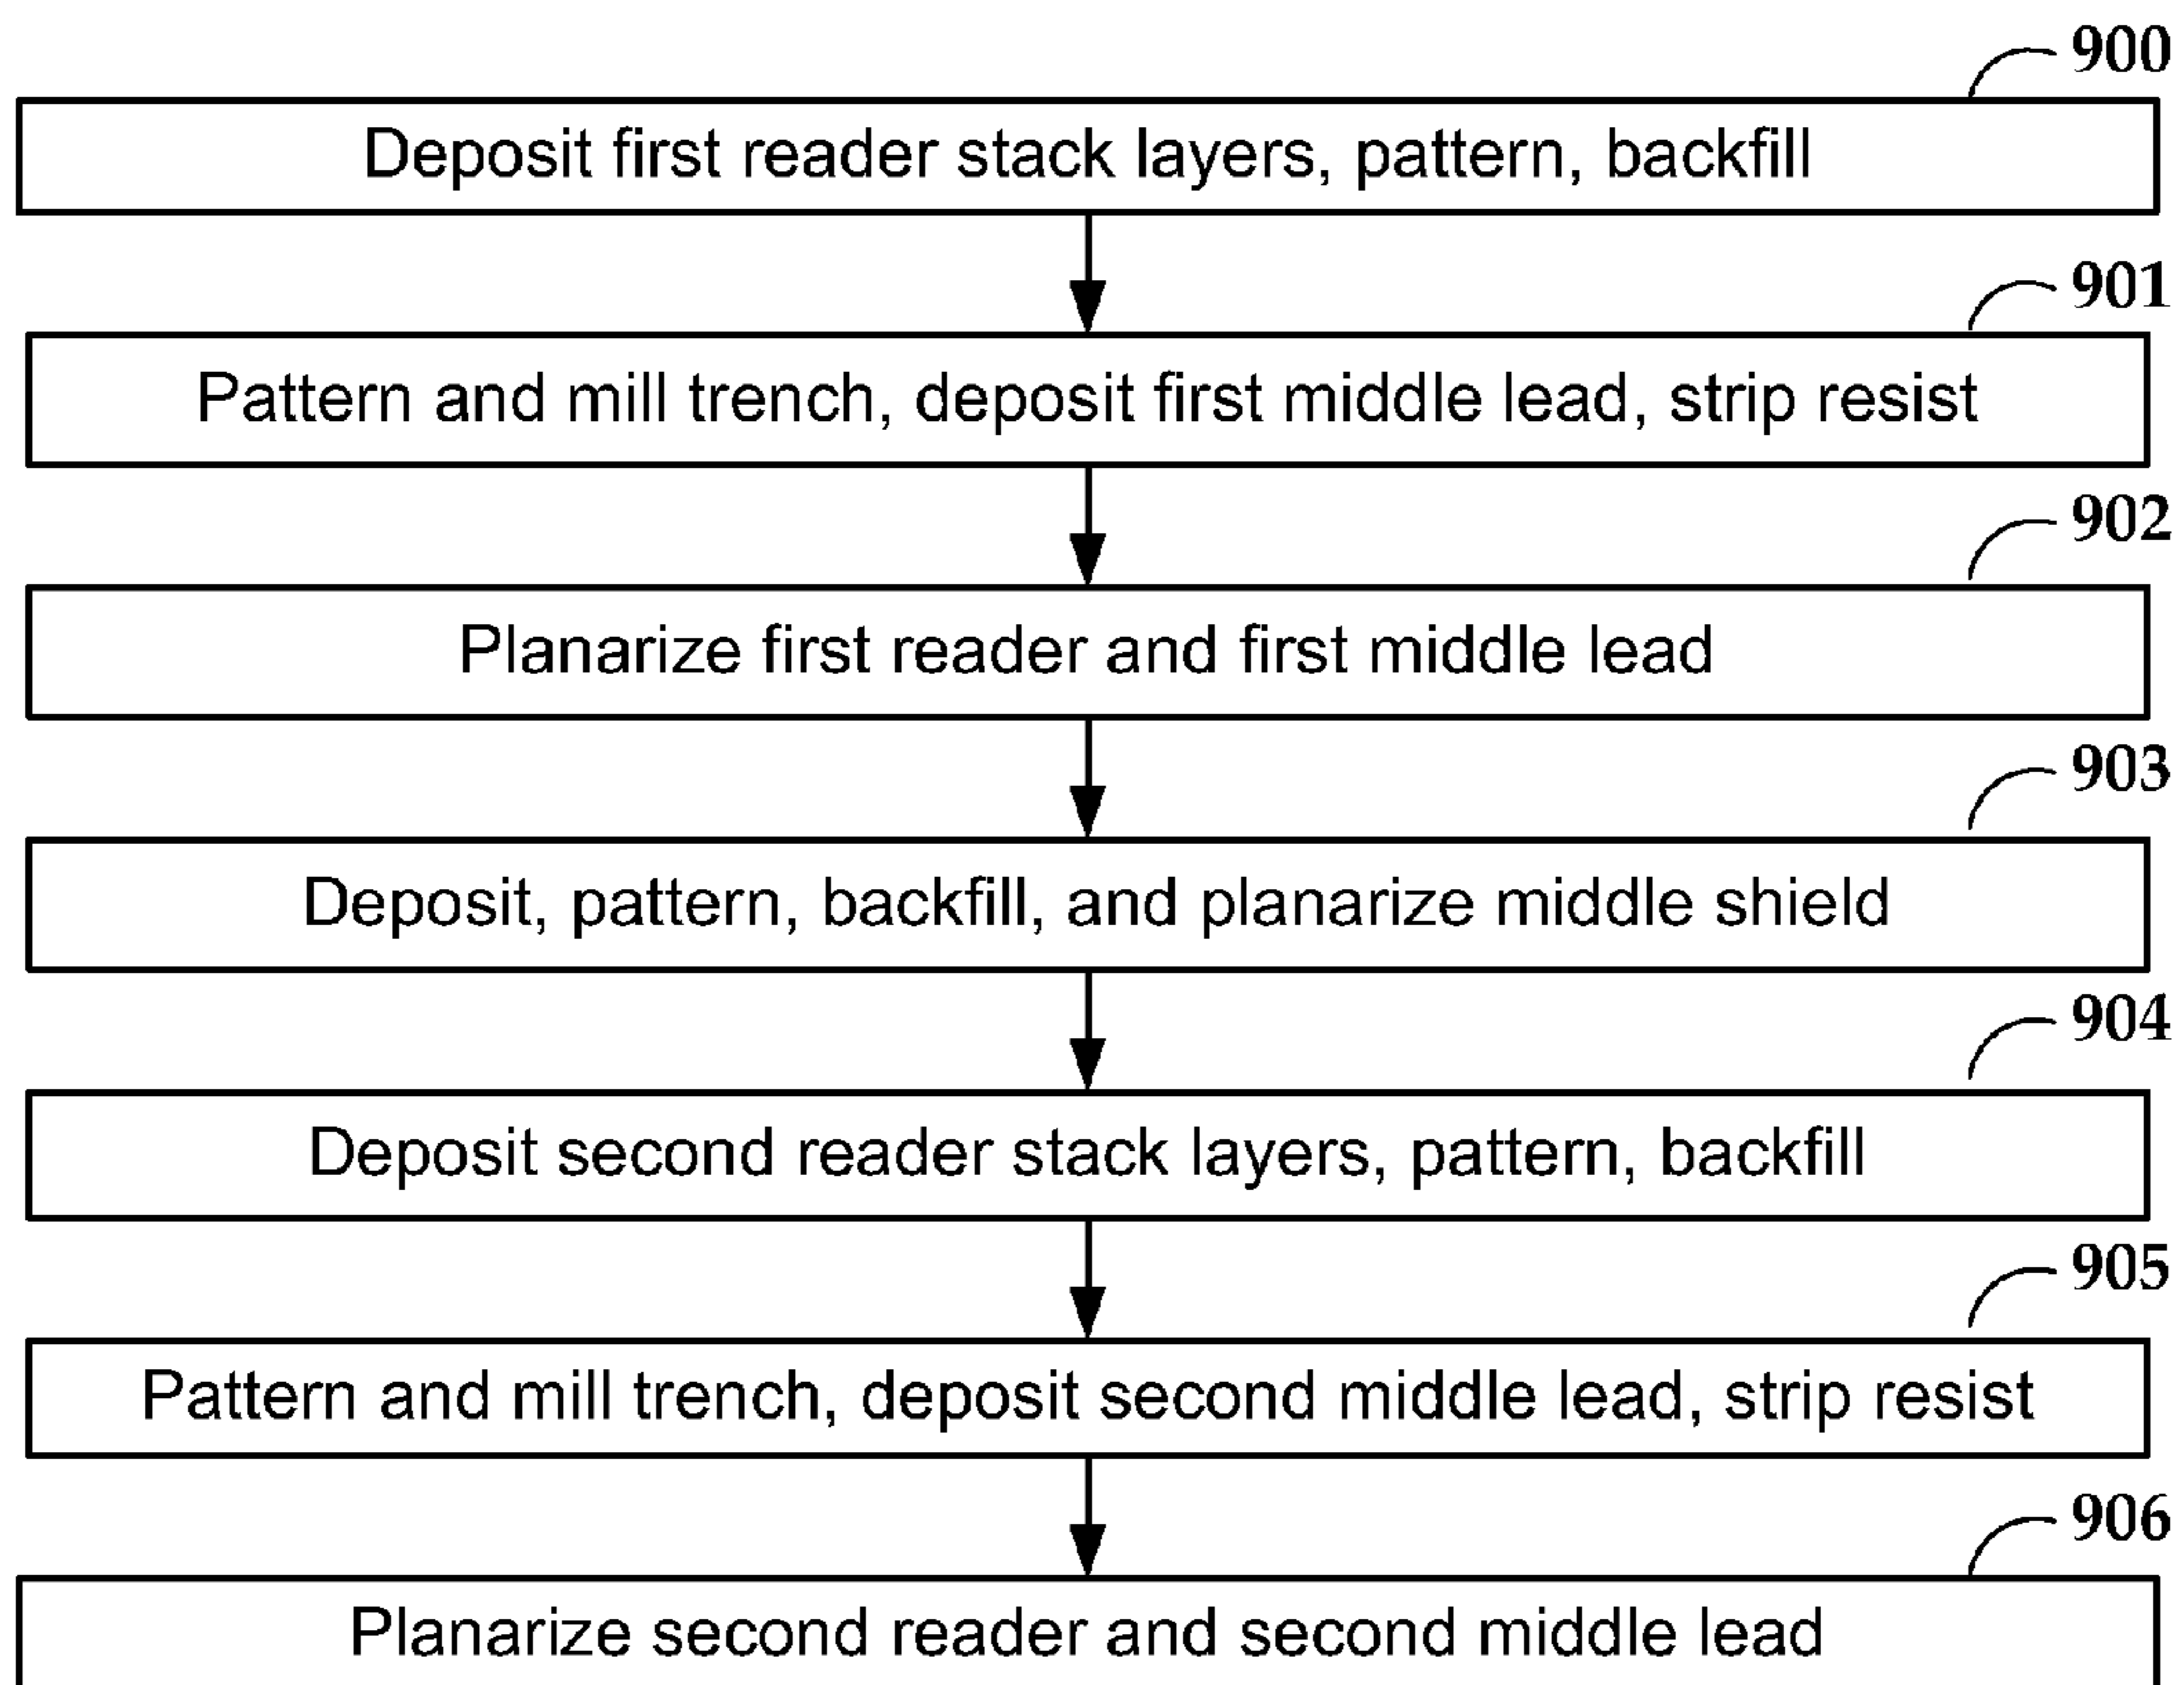 900
Deposit first reader stack layers, pattern, backfill
901
Pattern and mill trench, deposit first middle lead, strip resist
902
Planarize first reader and first middle lead
903
Deposit, pattern, backfill, and planarize middle shield
904
Deposit second reader stack layers, pattern, backfill
905
Pattern and mill trench, deposit second middle lead, strip resist
906
Planarize second reader and second middle lead